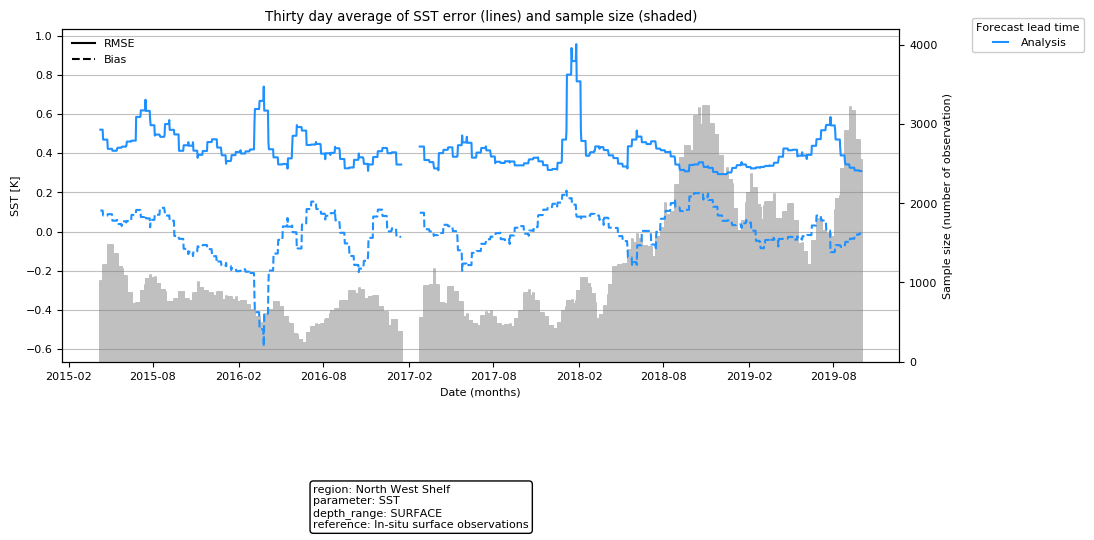 Thirty day average of SST error (lines) and sample size (shaded)
Forecast lead time
Analysis
RMSE
Bias
1.0
0.8
0.6
0.4
0.2
0.0
−0.2
−0.4
−0.6
SST [K]
4000
3000
2000
1000
0
Sample size (number of observation)
2015-02 2015-08 2016-02 2016-08 2017-02 2017-08 2018-02 2018-08 2019-02 2019-08
Date (months)
region: North West Shelf
parameter: SST
depth_range: SURFACE
reference: In-situ surface observations